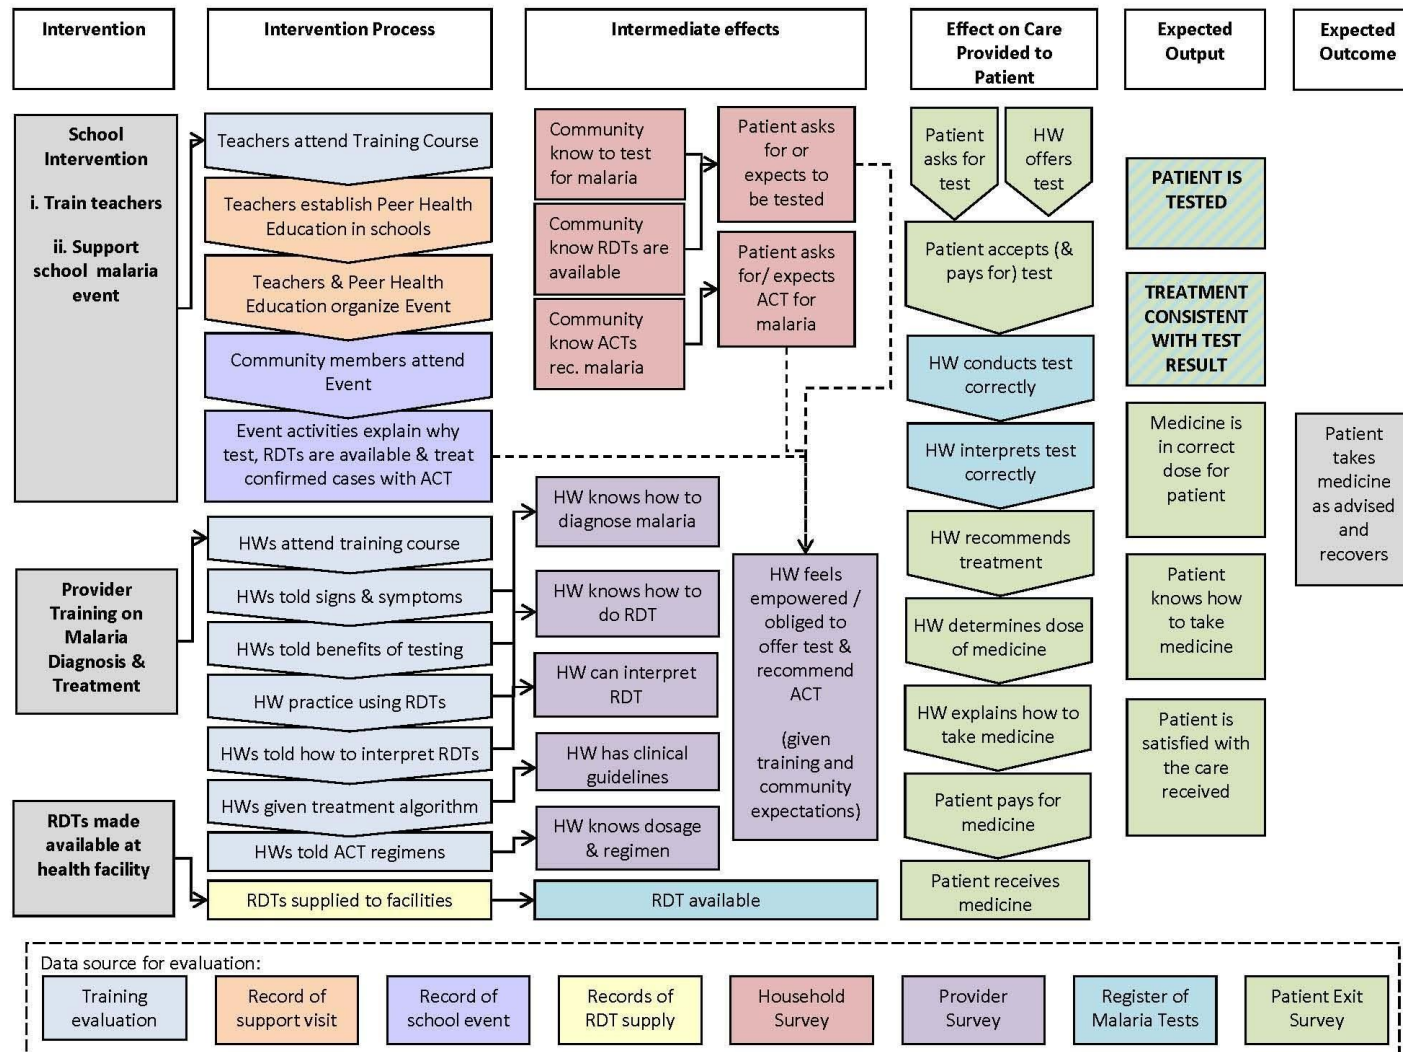 Intervention
Intervention Process
Intermediate effects
Effect on Care
Provided to
Patient
Expected
Output
Expected
Outcome
School
Intervention
i. Train teachers
ii. Support
school malaria
event
Provider
Training on
Malaria
Diagnosis &
Treatment
RDTs made
available at
health facility
Teachers attend Training Course
Teachers establish Peer Health
Education in schools
Teachers & Peer Health
Education organize Event
Community members attend
Event
Event activities explain why
test, RDTs are available & treat
confirmed cases with ACT
HWs attend training course
HWs told signs & symptoms
HWs told benefits of testing
HW practice using RDTs
HWs told how to interpret RDTs
HWs given treatment algorithm
HWs told ACT regimens
RDTs supplied to facilities
Community
know to test
for malaria
Community
know RDTs are
available
Community
know ACTs
rec. malaria
Patient asks
for or
expects to
be tested
Patient asks
for/ expects
ACT for
malaria
HW knows how to
diagnose malaria
HW knows how to
do RDT
HW can interpret
RDT
HW has clinical
guidelines
HW knows dosage
& regimen
RDT available
HW feels
empowered /
obliged to
offer test &
recommend
ACT
(given
training and
community
expectations)
Patient
asks for
test
HW
offers
test
Patient accepts (&
pays for) test
HW conducts test
correctly
HW interprets test
correctly
HW recommends
treatment
HW determines dose
of medicine
HW explains how to
take medicine
Patient pays for
medicine
Patient receives
medicine
PATIENT IS
TESTED
TREATMENT
CONSISTENT
WITH TEST
RESULT
Medicine is
in correct
dose for
patient
Patient
knows how
to take
medicine
Patient is
satisfied with
the care
received
Patient
takes
medicine
as advised
and
recovers
Data source for evaluation:
Training
evaluation
Record of
support visit
Record of
school event
Records of
RDT supply
Household
Survey
Provider
Survey
Register of
Malaria Tests
Patient Exit
Survey